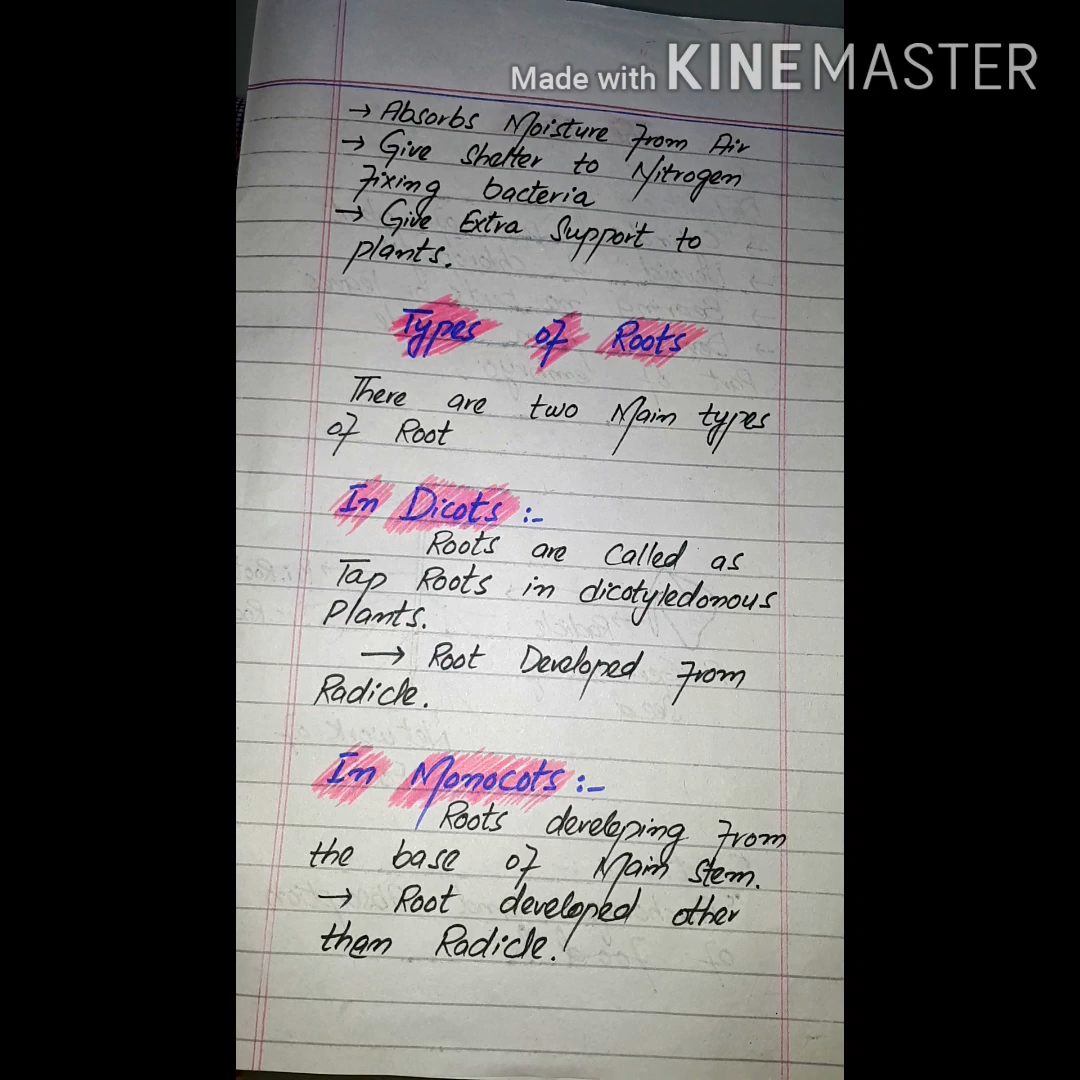 Made with KINEMASTER
→ Absorbs Moisture From Air
→ Give Shelter to Nitrogen
Fixing bacteria
→ Give Extra Support to
plants.
Types of Roots
There are two Main types
of Root
In Dicots :-
Roots are Called as
Tap Roots in dicotyledonous
Plants.
→ Root Developed From
Radicle.
In Monocots :-
Roots develeping From
the base of Main Stem.
→ Root developed other
than Radicle.